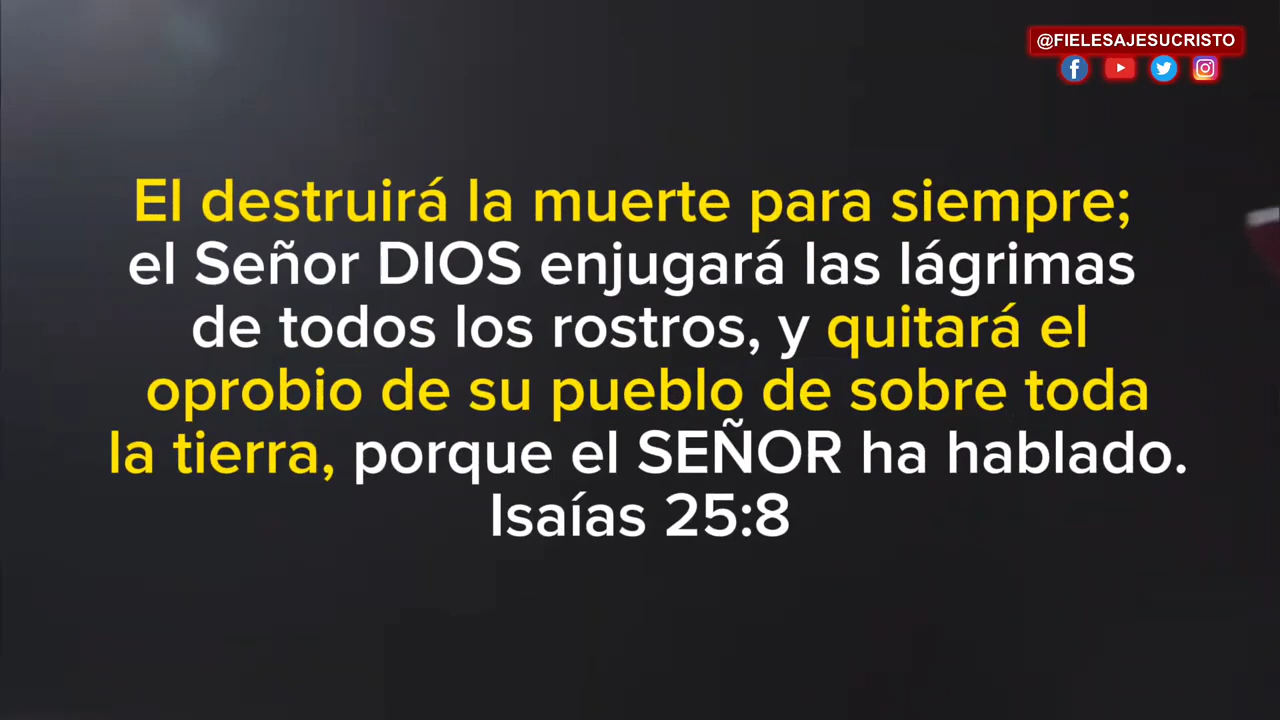 @FIELESAJESUCRISTO
El destruirá la muerte para siempre;
el Señor DIOS enjugará las lágrimas
de todos los rostros, y quitará el
oprobio de su pueblo de sobre toda
la tierra, porque el SEÑOR ha hablado.
Isaías 25:8